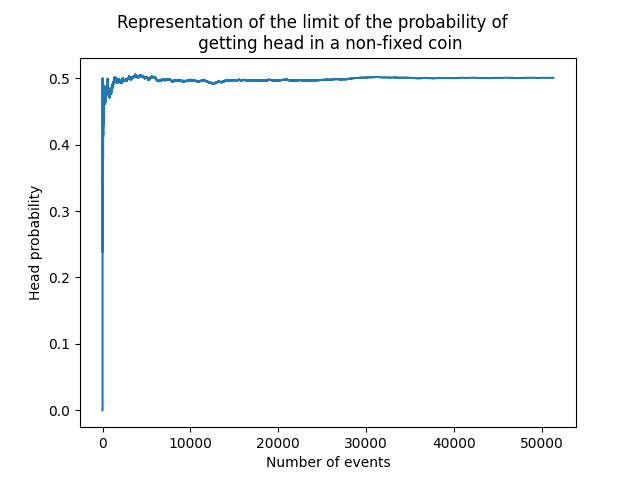 Representation of the limit of the probability of
getting head in a non-fixed coin
0.5
0.4
0.3
0.2
0.1
0.0
Head probability
0 10000 20000 30000 40000 50000
Number of events